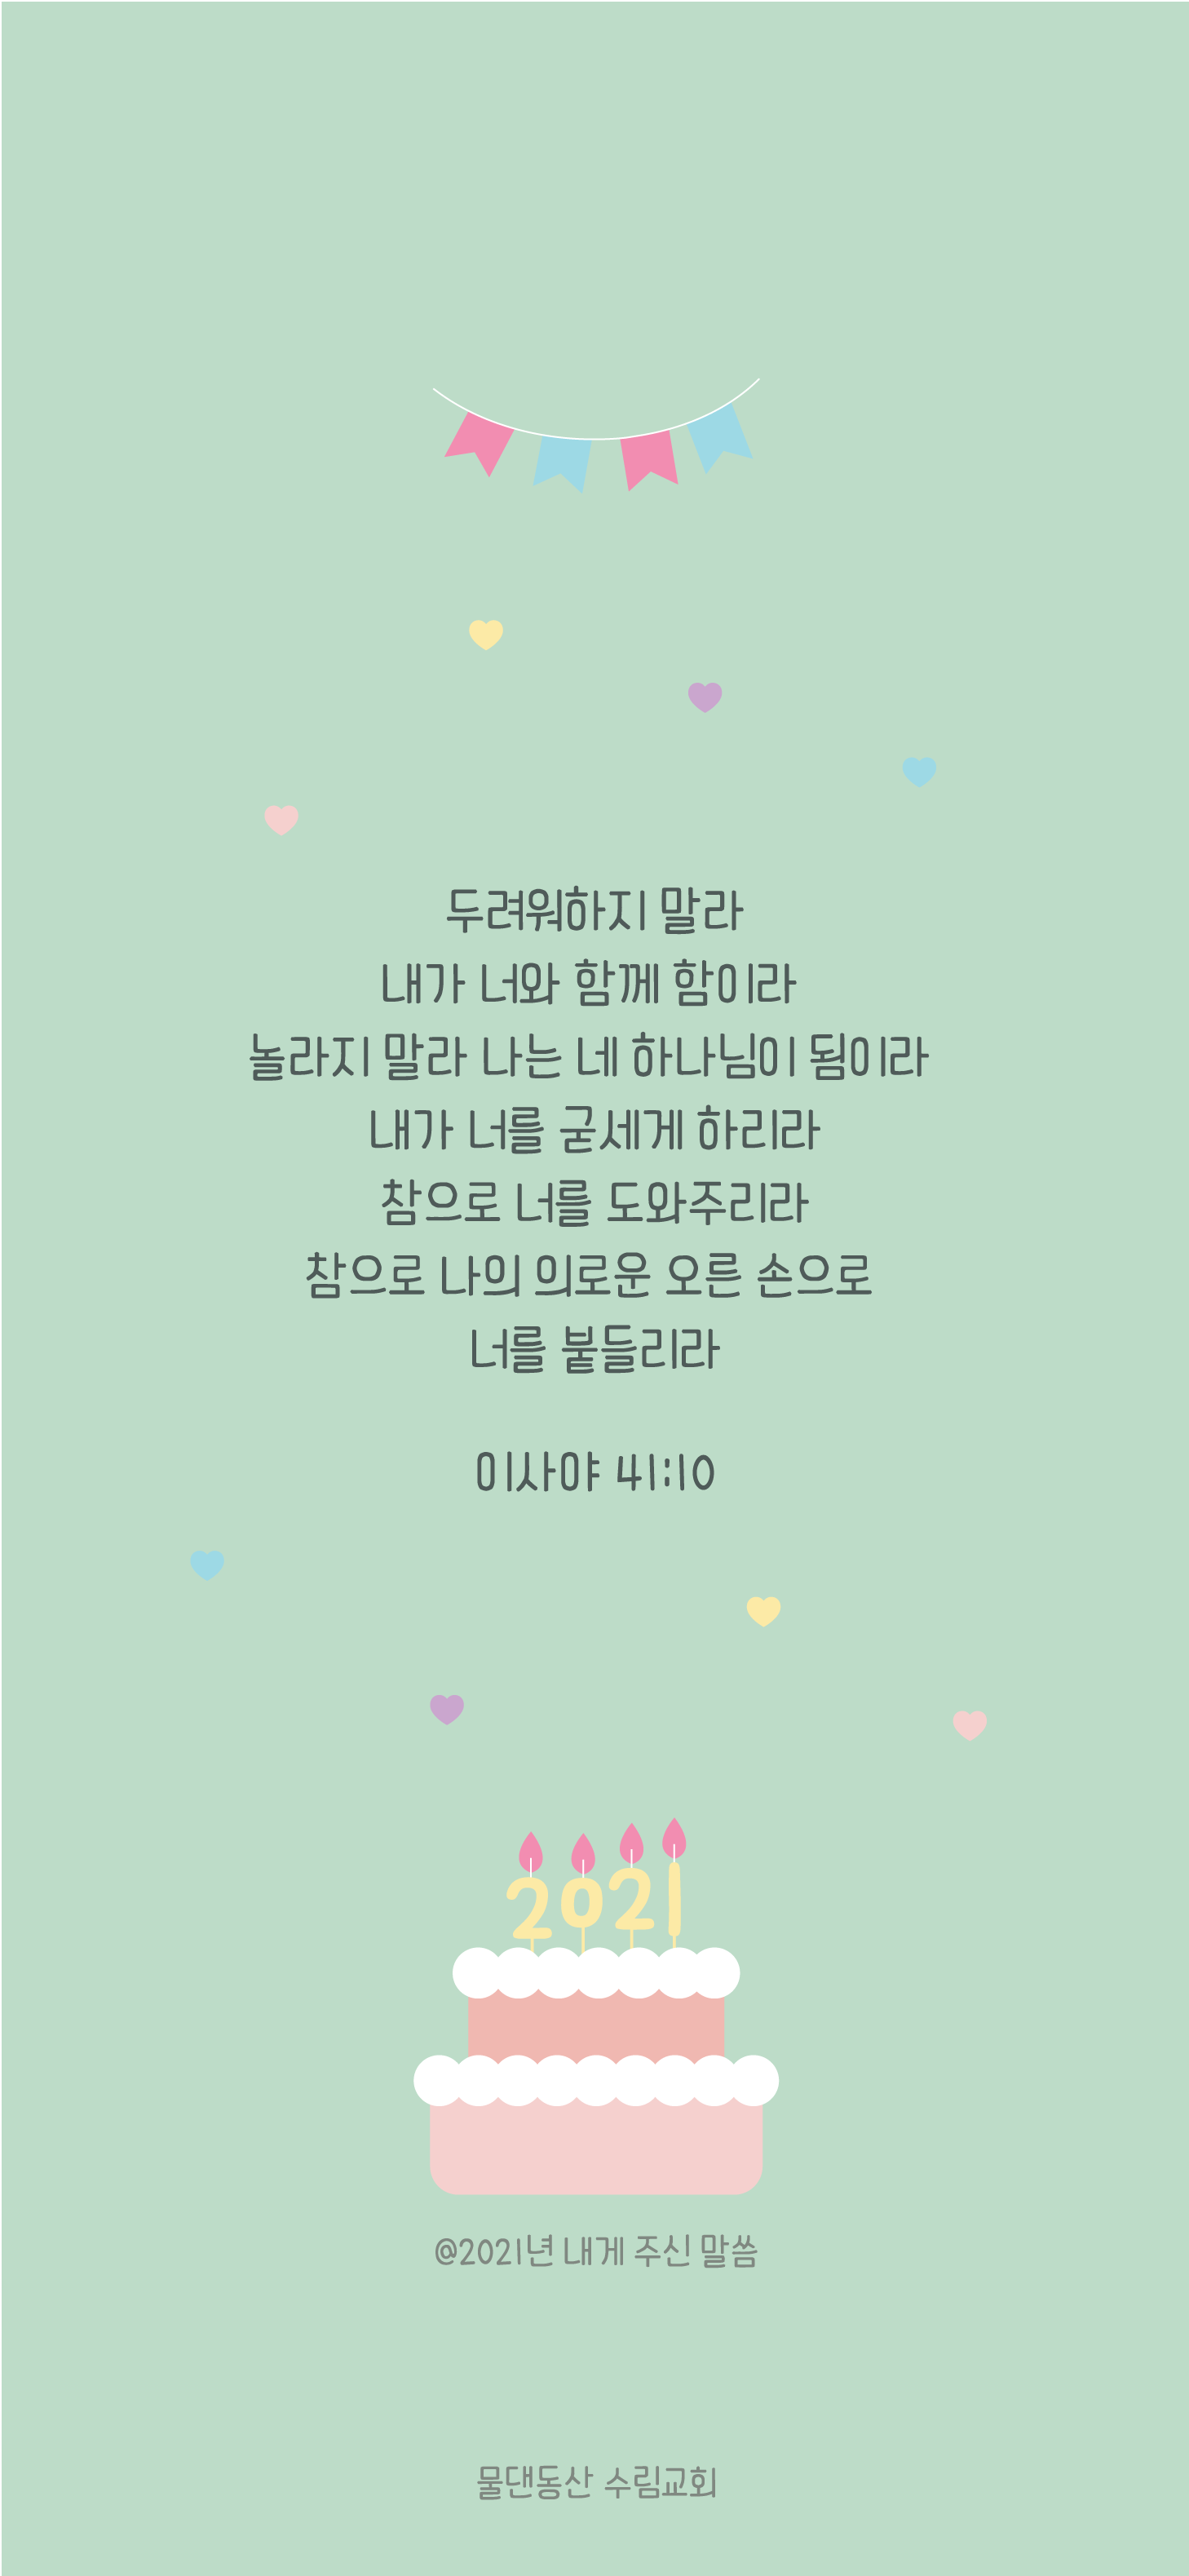 두려워하지 말라
내가 너와 함께 함이라
놀라지 말라 나는 네 하나님이 됨이라
내가 너를 굳세게 하리라
참으로 너를 도와주리라
참으로 나의 의로운 오른 손으로
너를 붙들리라
이사야 41:10
2021
@2021년 내게 주신 말씀
물댄동산 수림교회